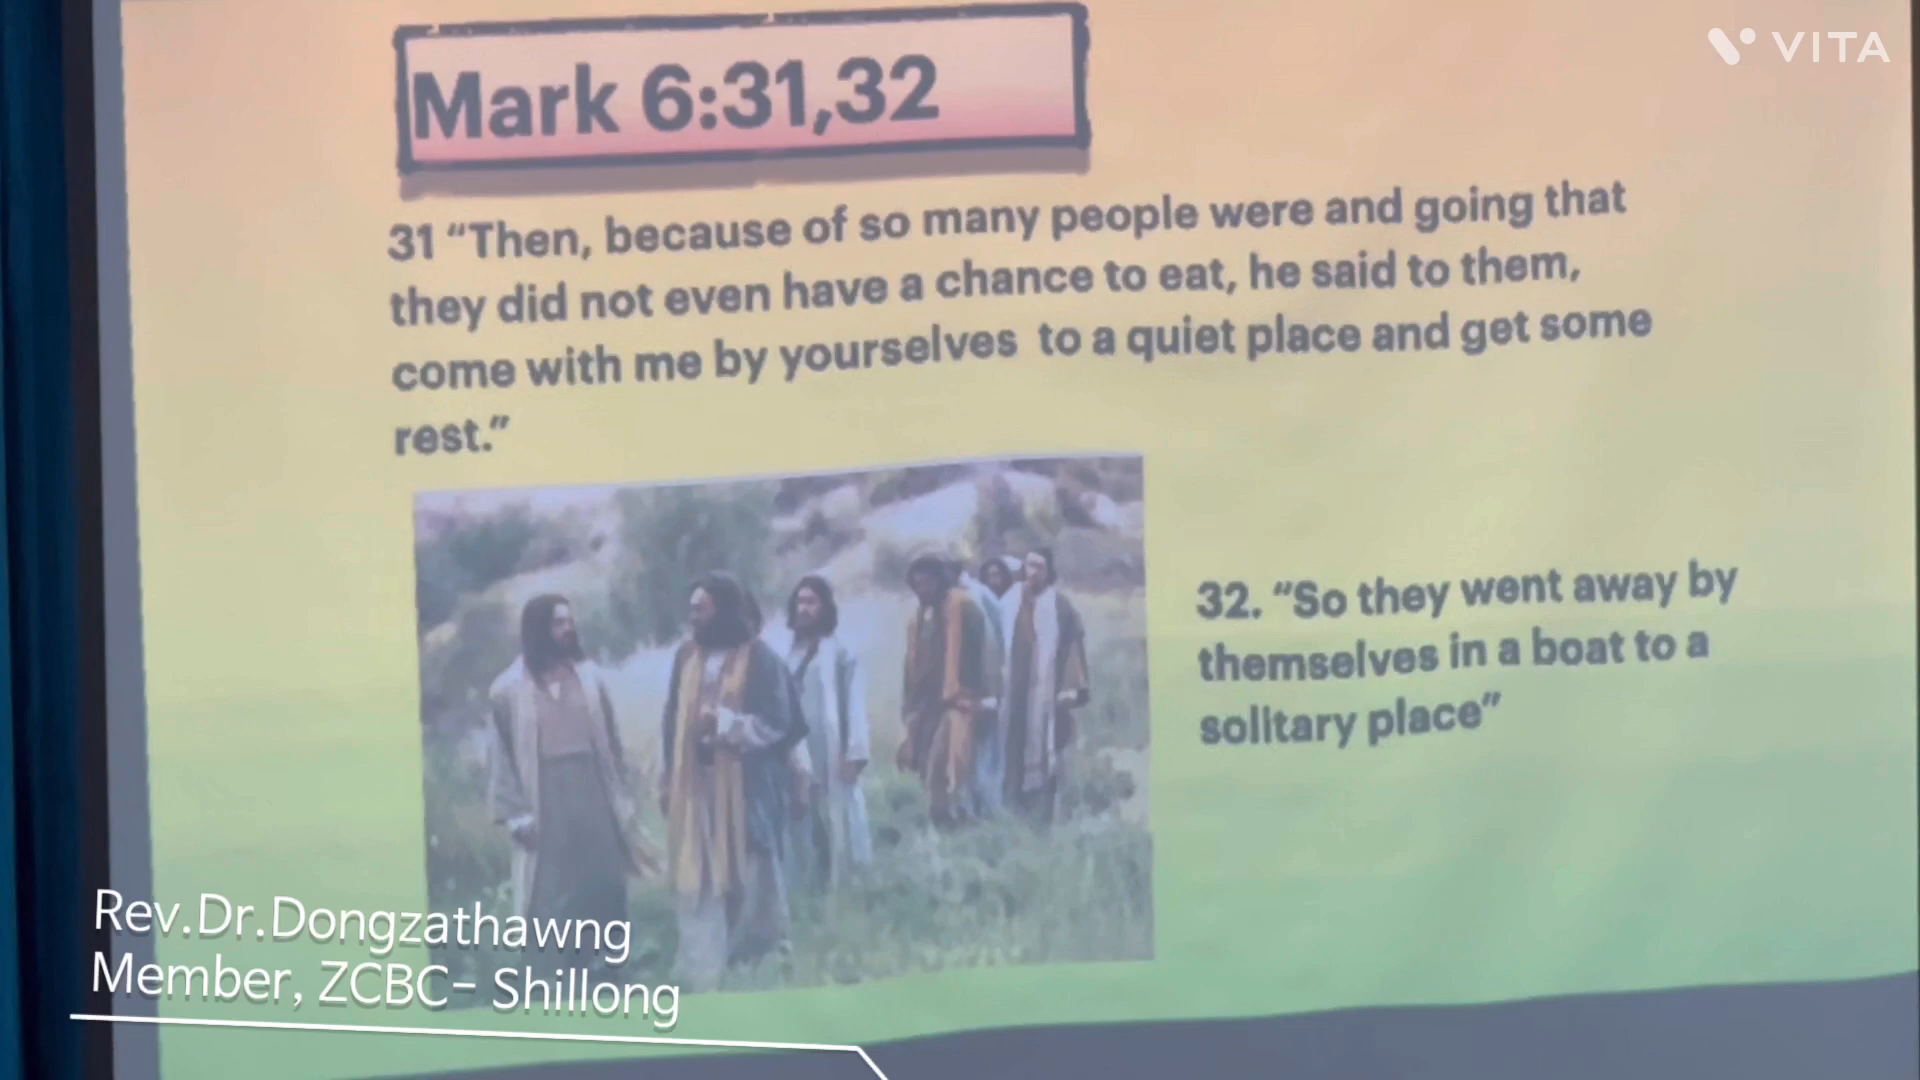 VITA
Mark 6:31,32
31 “Then, because of so many people were and going that
they did not even have a chance to eat, he said to them,
come with me by yourselves to a quiet place and get some
rest.”
32. “So they went away by
themselves in a boat to a
solitary place”
Rev.Dr.Dongzathawng
Member, ZCBC- Shillong